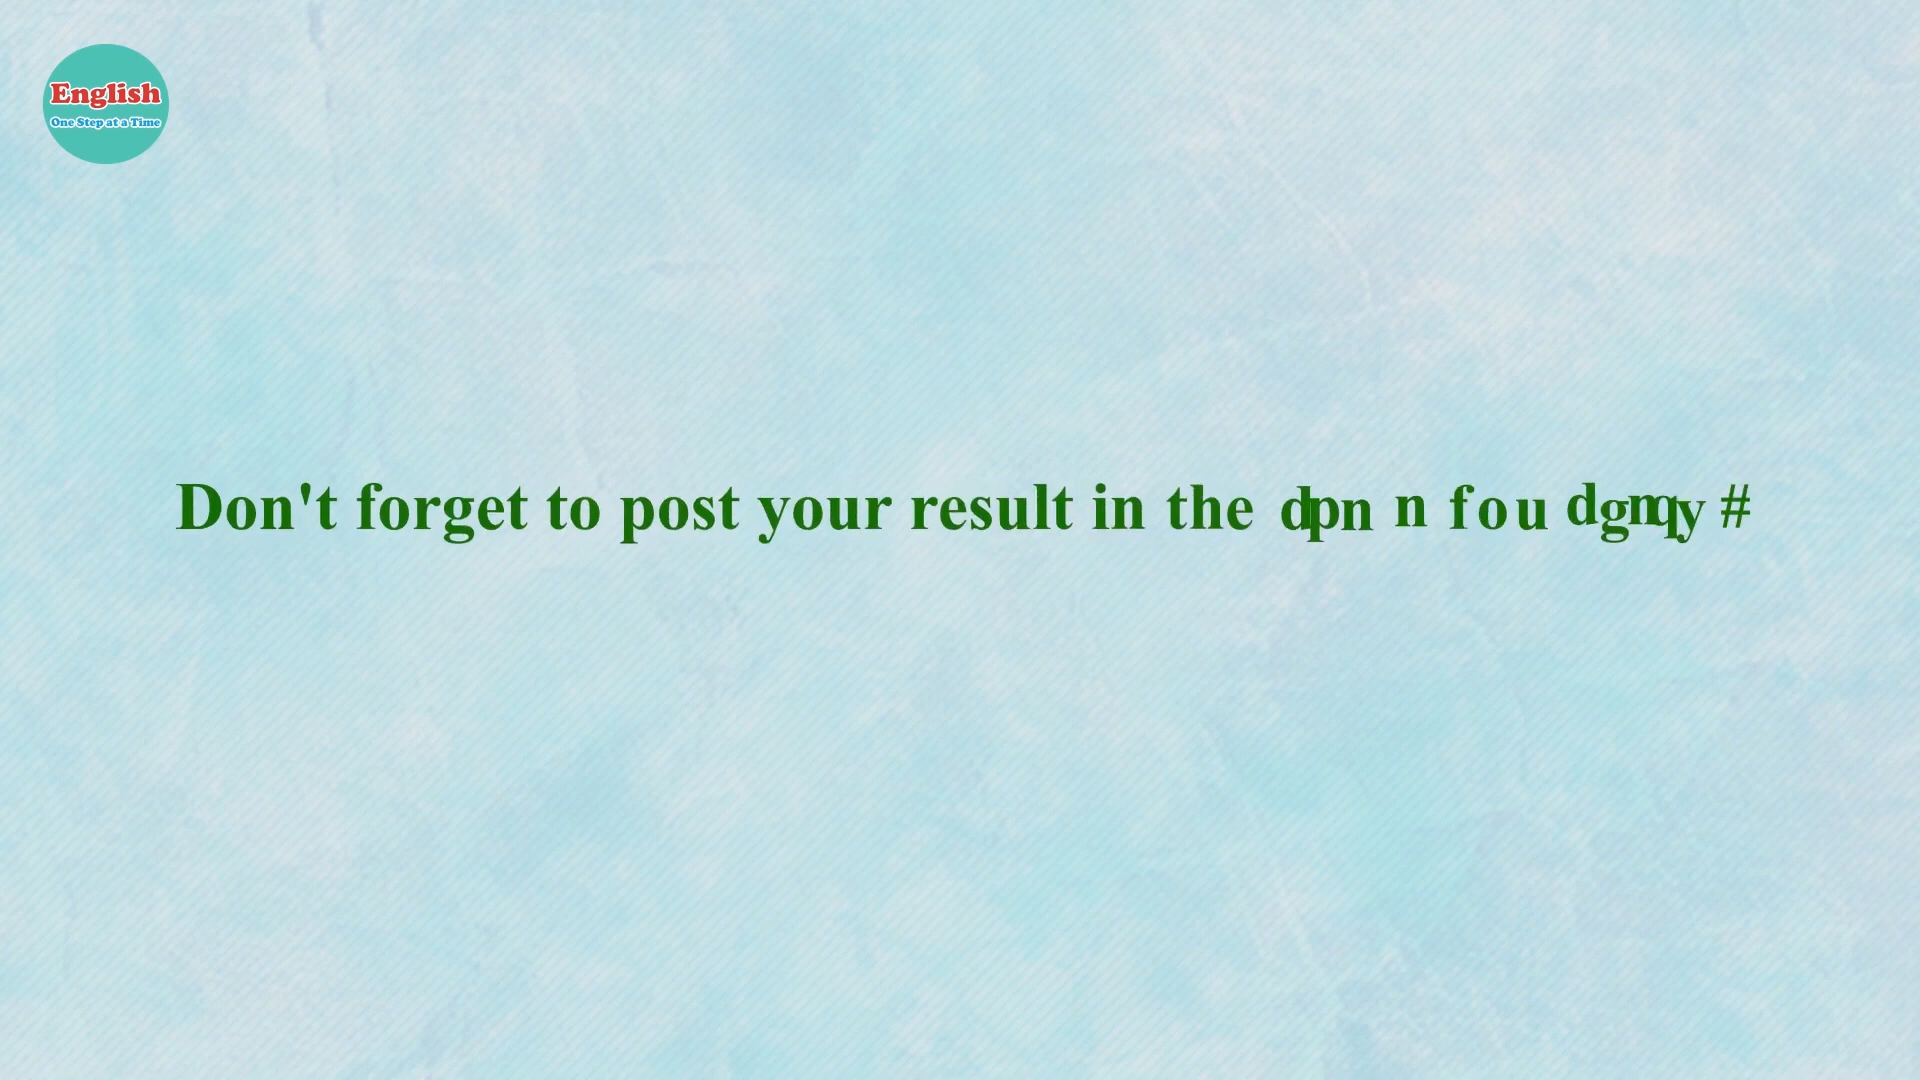 English
One Step at a Time
Don't forget to post your result in the